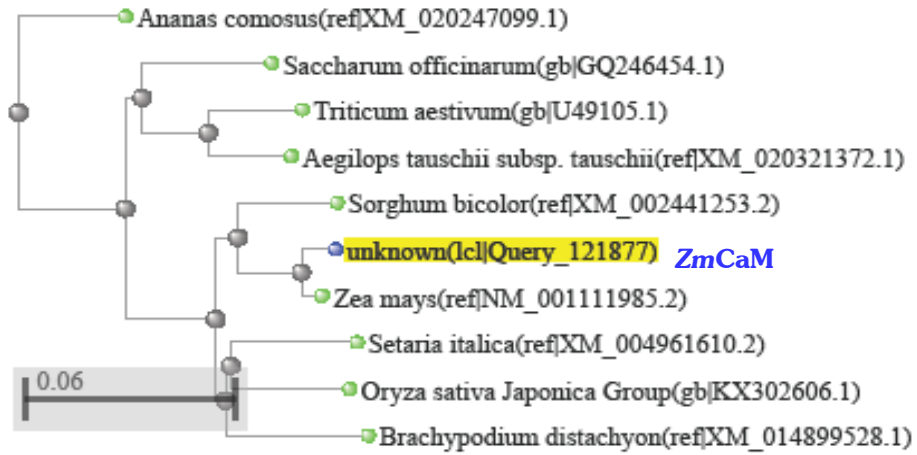 Ananas comosus(ref|XM_020247099.1)
Saccharum officinarum(gb|GQ246454.1)
Triticum aestivum(gb|U49105.1)
Aegilops tauschii subsp. tauschii(ref|XM_020321372.1)
Sorghum bicolor(ref|XM_002441253.2)
unknown(lcl|Query_121877) ZmCaM
Zea mays(ref|NM_001111985.2)
Setaria italica(ref|XM_004961610.2)
0.06
Oryza sativa Japonica Group(gb|KX302606.1)
Brachypodium distachyon(ref|XM_014899528.1)